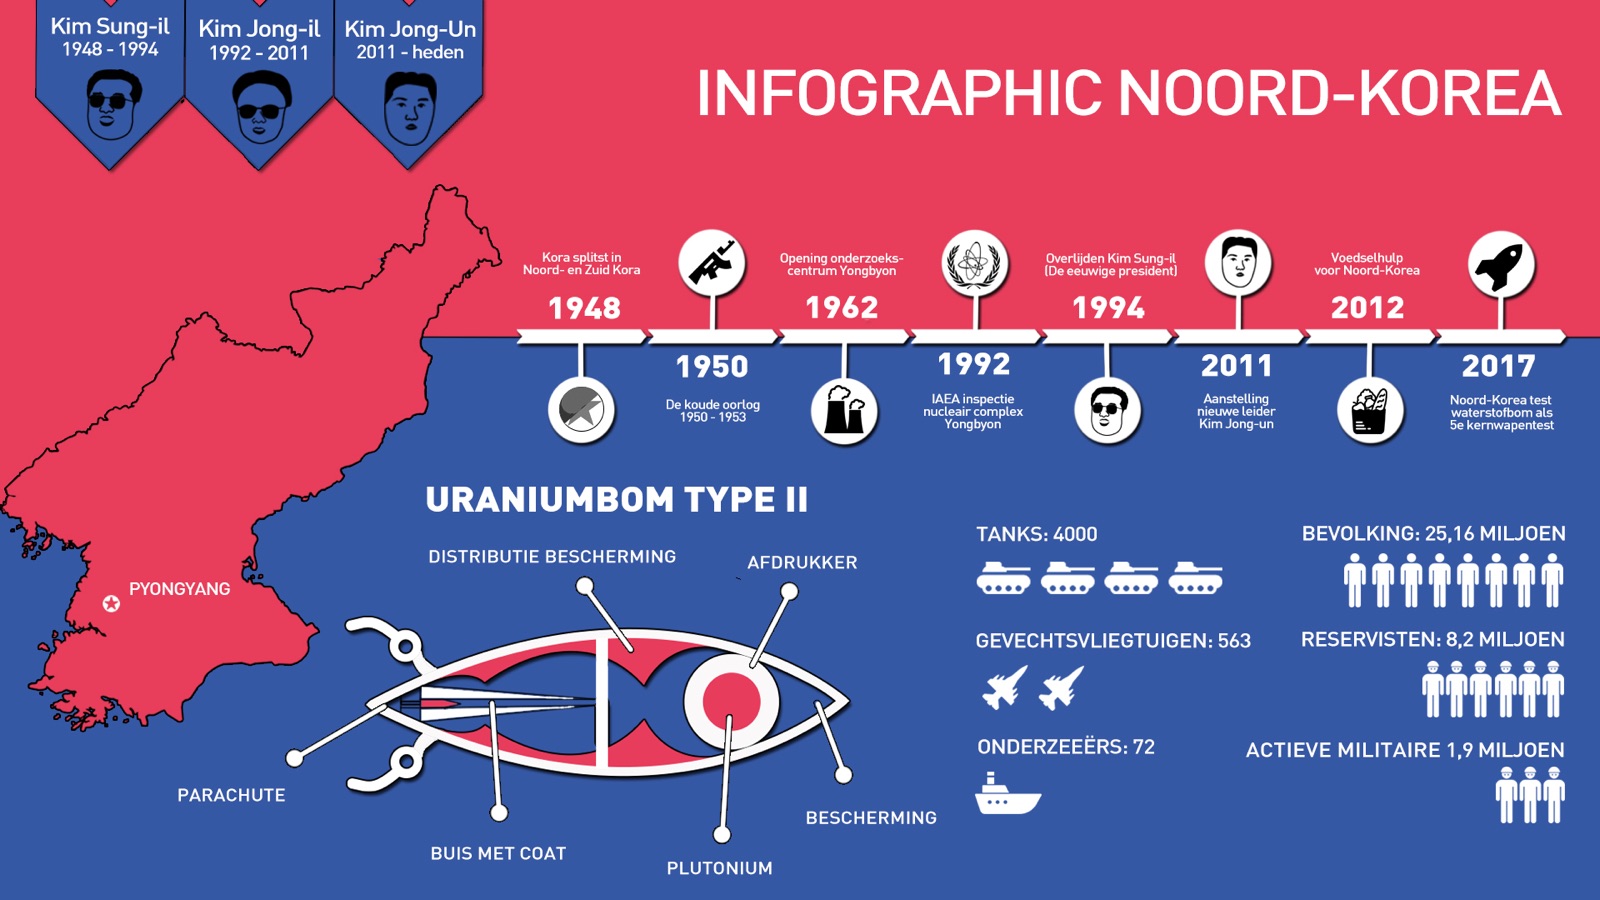 Kim Sung-il
1948 - 1994
Kim Jong-il
1992 - 2011
Kim Jong-Un
2011 - heden
INFOGRAPHIC NOORD-KOREA
Kora splitst in
Noord- en Zuid Kora
1948
1950
De koude oorlog
1950 - 1953
Opening onderzoeks-
centrum Yongbyon
1962
1992
IAEA inspectie
nucleair complex
Yongbyon
Overlijden Kim Sung-il
(De eeuwige president)
1994
2011
Aanstelling
nieuwe leider
Kim Jong-un
Voedselhulp
voor Noord-Korea
2012
2017
Noord-Korea test
waterstofbom als
5e kernwapentest
PYONGYANG
URANIUMBOM TYPE II
DISTRIBUTIE BESCHERMING
AFDRUKKER
PARACHUTE
BUIS MET COAT
PLUTONIUM
BESCHERMING
TANKS: 4000
GEVECHTSVLIEGTUIGEN: 563
ONDERZEEËRS: 72
BEVOLKING: 25,16 MILJOEN
RESERVISTEN: 8,2 MILJOEN
ACTIEVE MILITAIRE 1,9 MILJOEN